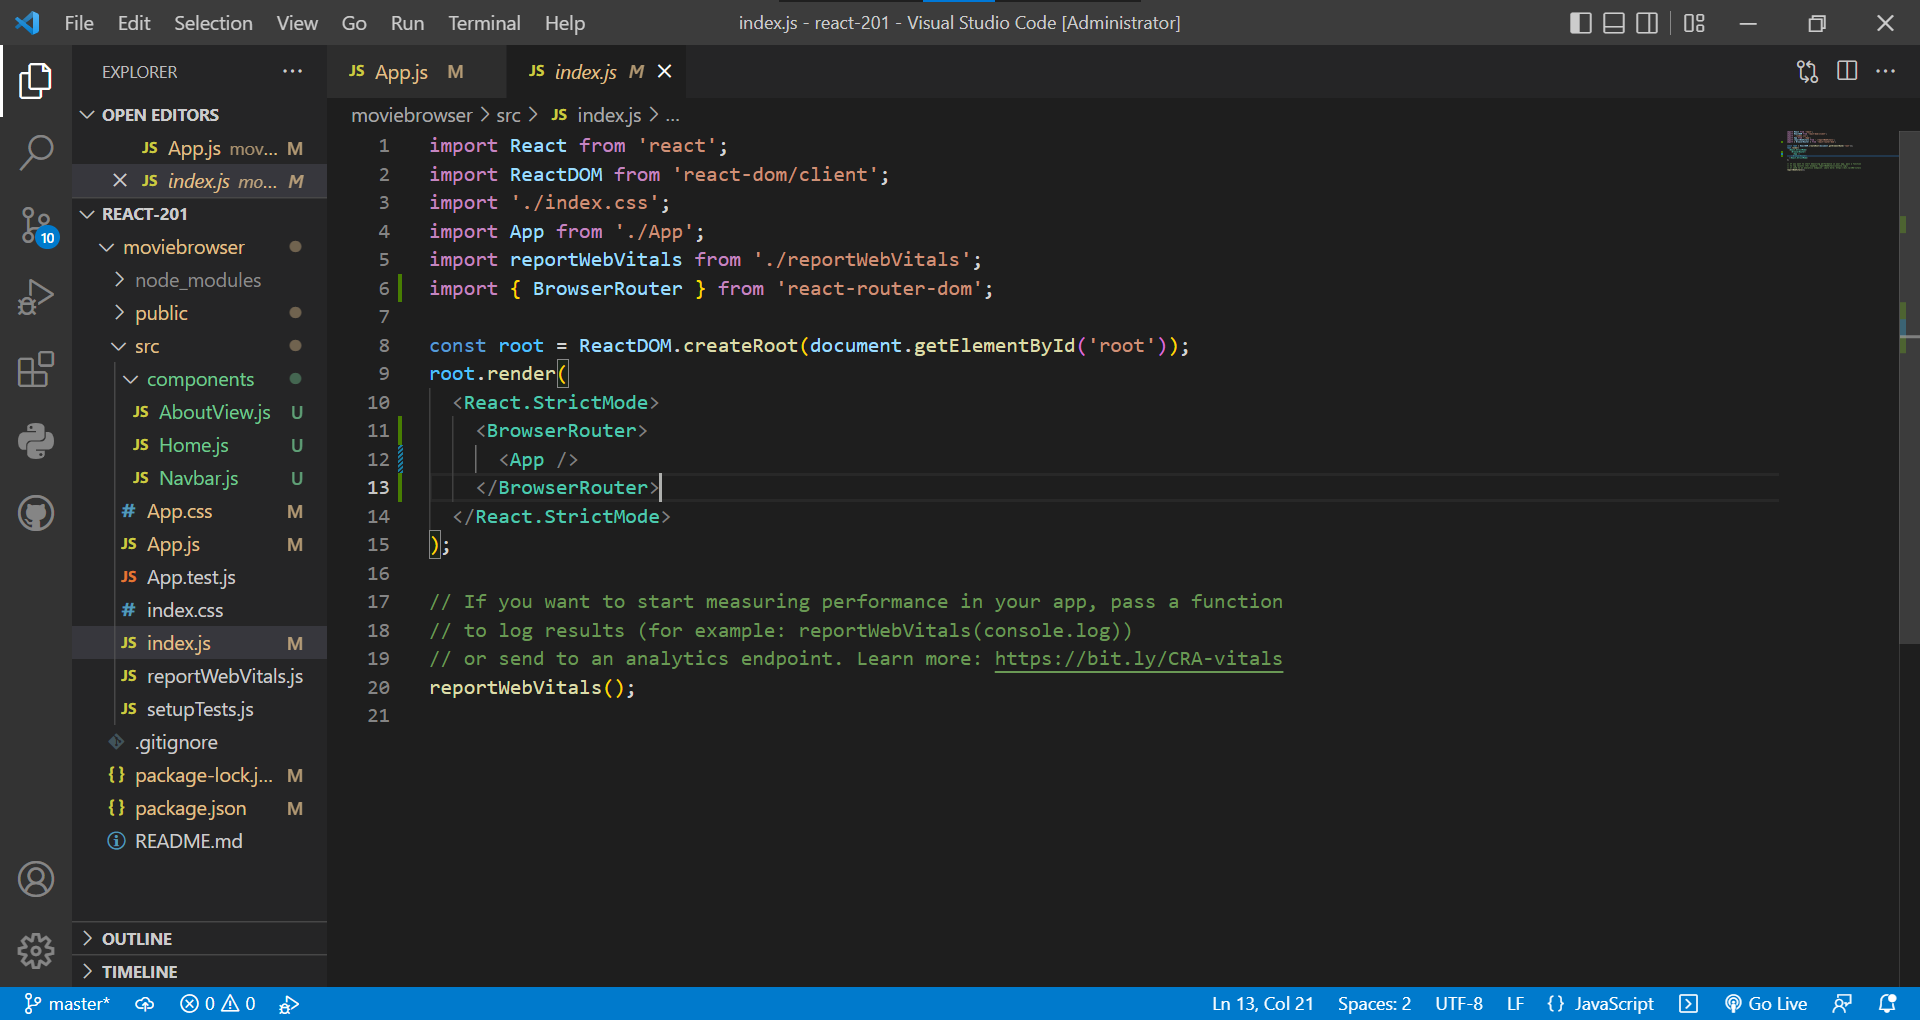 File Edit Selection View Go Run Terminal Help
index.js - react-201 - Visual Studio Code [Administrator]
EXPLORER ...
OPEN EDITORS
JS App.js mov... M
JS index.js mo... M
REACT-201
moviebrowser
node_modules
public
src
components
JS AboutView.js U
JS Home.js U
JS Navbar.js U
# App.css M
JS App.js M
JS App.test.js
# index.css
JS index.js M
JS reportWebVitals.js
JS setupTests.js
.gitignore
{} package-lock.j... M
{} package.json M
README.md
OUTLINE
TIMELINE
10
JS App.js M
JS index.js M
moviebrowser > src > JS index.js > ...
1 import React from 'react';
2 import ReactDOM from 'react-dom/client';
3 import './index.css';
4 import App from './App';
5 import reportWebVitals from './reportWebVitals';
6 import { BrowserRouter } from 'react-router-dom';
7
8 const root = ReactDOM.createRoot(document.getElementById('root'));
9 root.render(
10 <React.StrictMode>
11 <BrowserRouter>
12 <App />
13 </BrowserRouter>
14 </React.StrictMode>
15 );
16
17 // If you want to start measuring performance in your app, pass a function
18 // to log results (for example: reportWebVitals(console.log))
19 // or send to an analytics endpoint. Learn more: https://bit.ly/CRA-vitals
20 reportWebVitals();
21
master* 0 0 Ln 13, Col 21 Spaces: 2 UTF-8 LF {} JavaScript Go Live